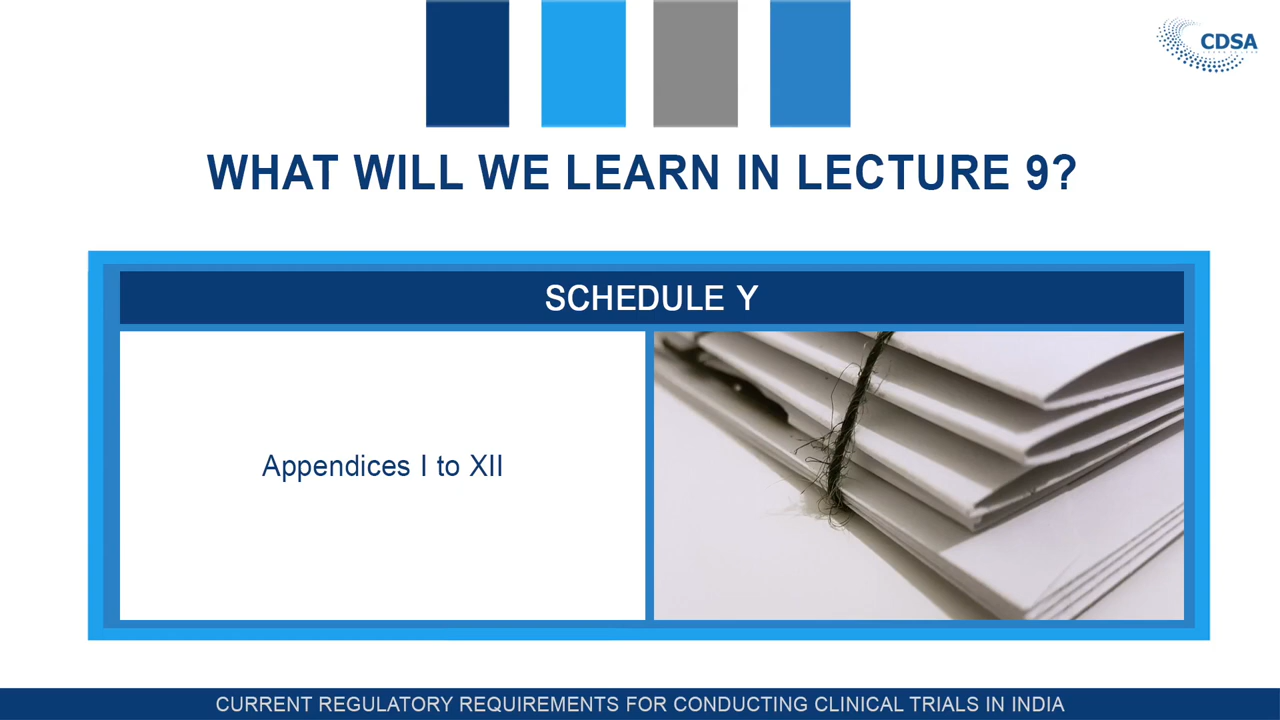 CDSA
WHAT WILL WE LEARN IN LECTURE 9?
SCHEDULE Y
Appendices I to XII
CURRENT REGULATORY REQUIREMENTS FOR CONDUCTING CLINICAL TRIALS IN INDIA